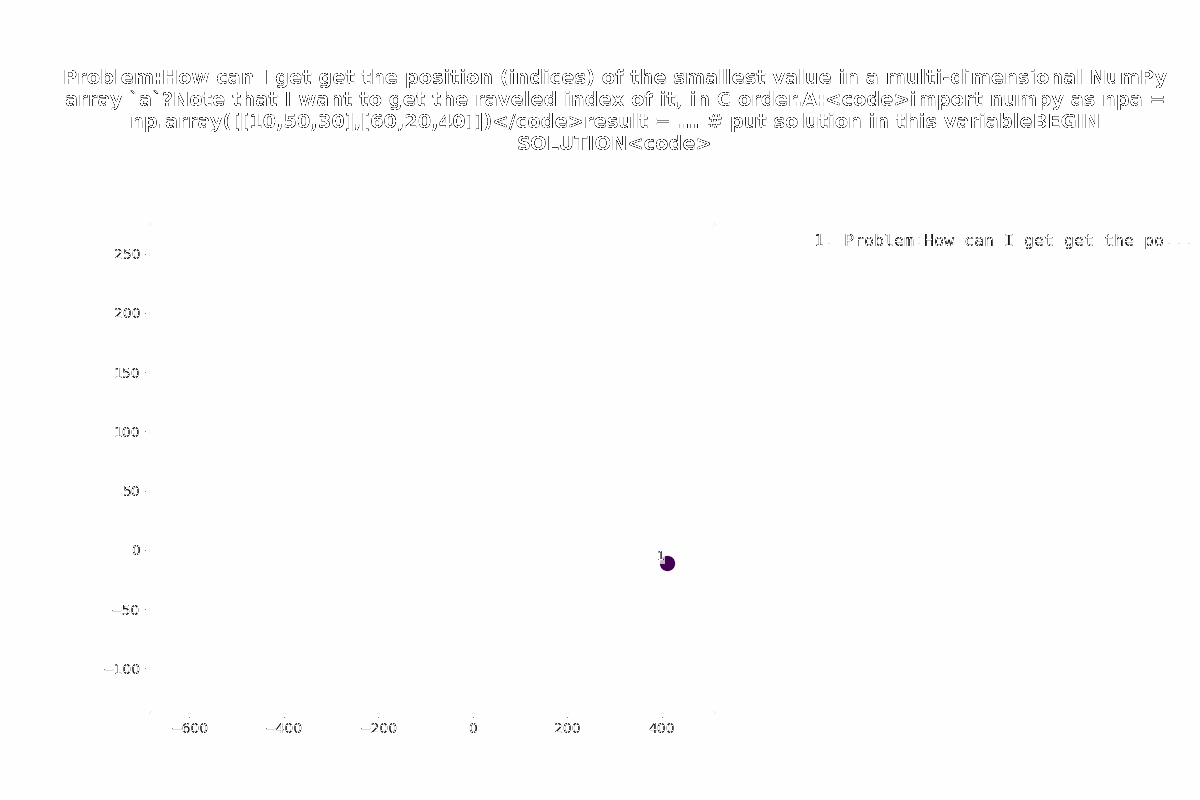 Problem:How can I get get the position (indices) of the smallest value in a multi-dimensional NumPy
array `a`?Note that I want to get the raveled index of it, in C order.A:<code>import numpy as npa =
np.array([[10,50,30],[60,20,40]])</code>result = ... # put solution in this variableBEGIN
SOLUTION<code>
1. Problem:How can I get get the po...
250
200
150
100
50
0
1
−50
−100
−600 −400 −200 0 200 400